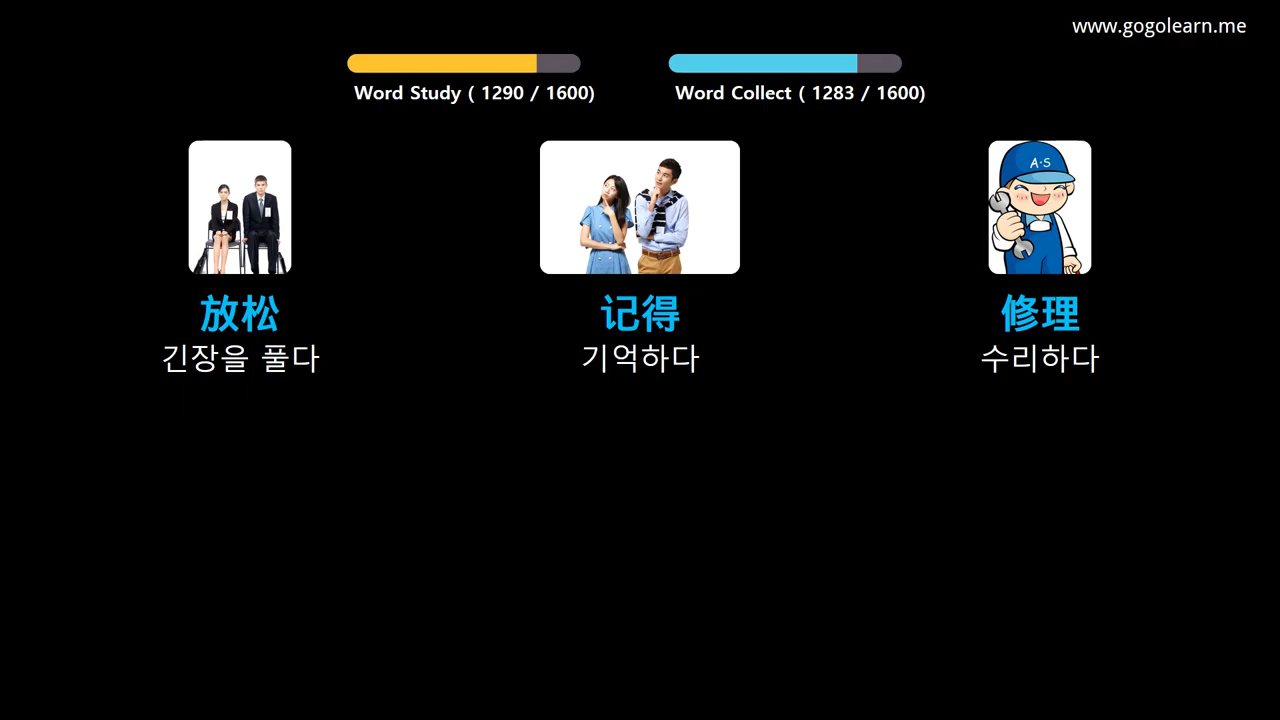 www.gogolearn.me
Word Study ( 1290 / 1600)
Word Collect ( 1283 / 1600)
A·S
放松
记得
修理
긴장을 풀다
기억하다
수리하다